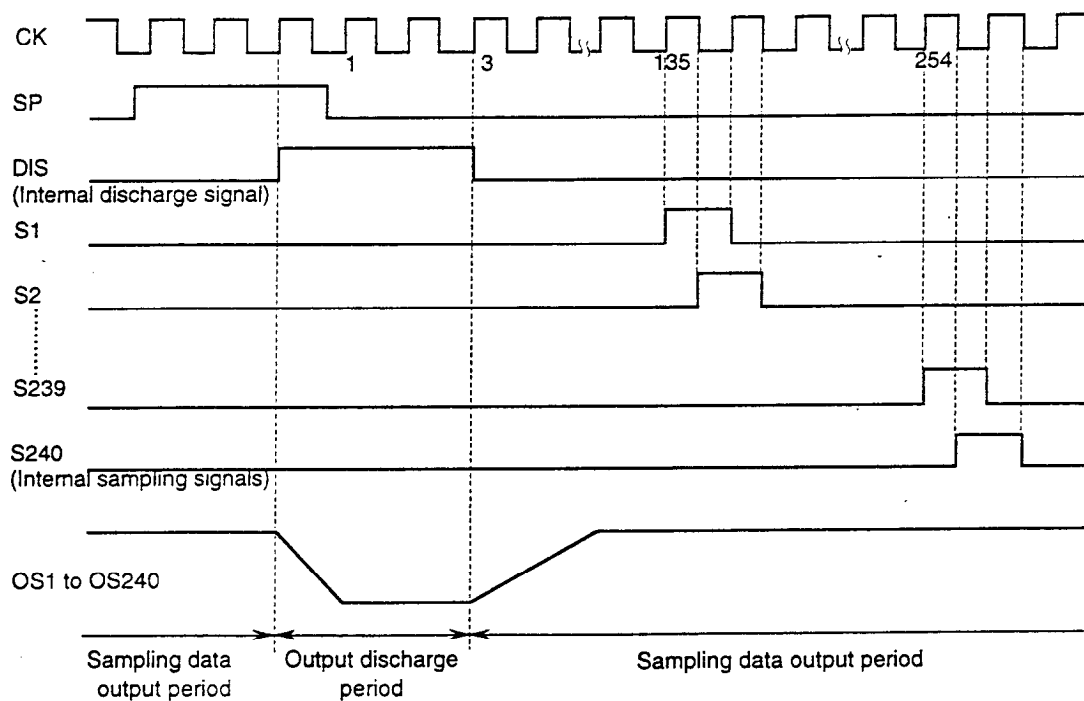 CK
1
3
135
254
SP
DIS
(Internal discharge signal)
S1
S2
S239
S240
(Internal sampling signals)
OS1 to OS240
Sampling data
output period
Output discharge
period
Sampling data output period